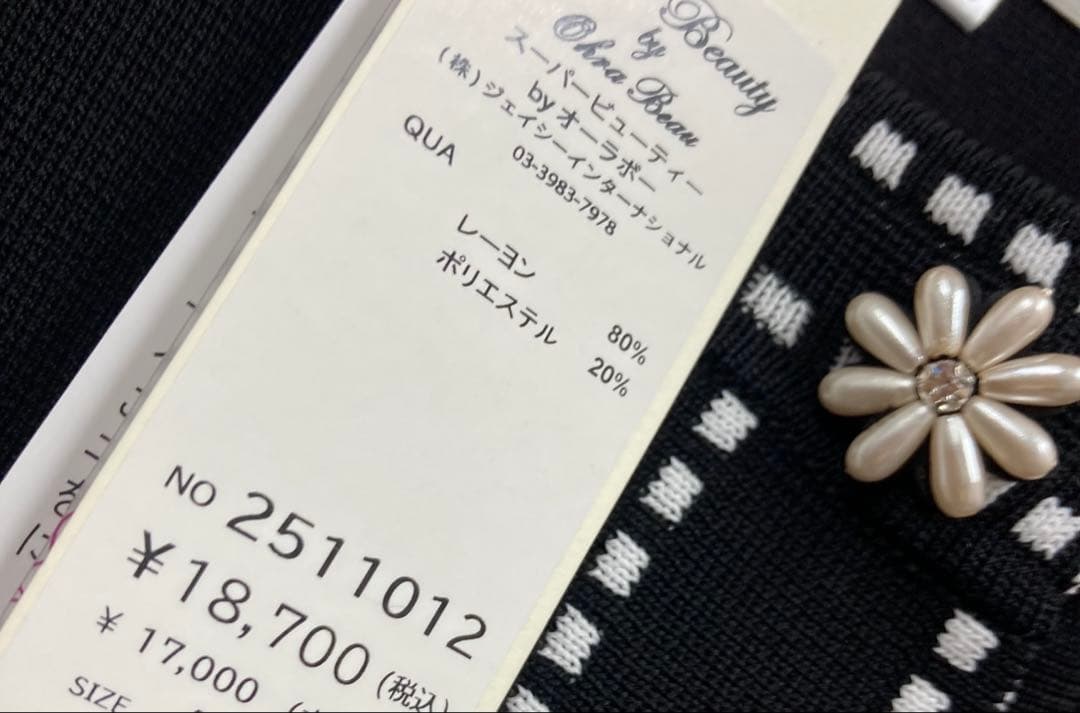 Beauty
by
Ohra Beau
スーパービューティー
by オーラボー
(株)ジェイシーインターナショナル
03-3983-7978
QUA
レーヨン 80%
ポリエステル 20%
NO 2511012
¥18,700 (税込)
¥ 17,000
SIZE